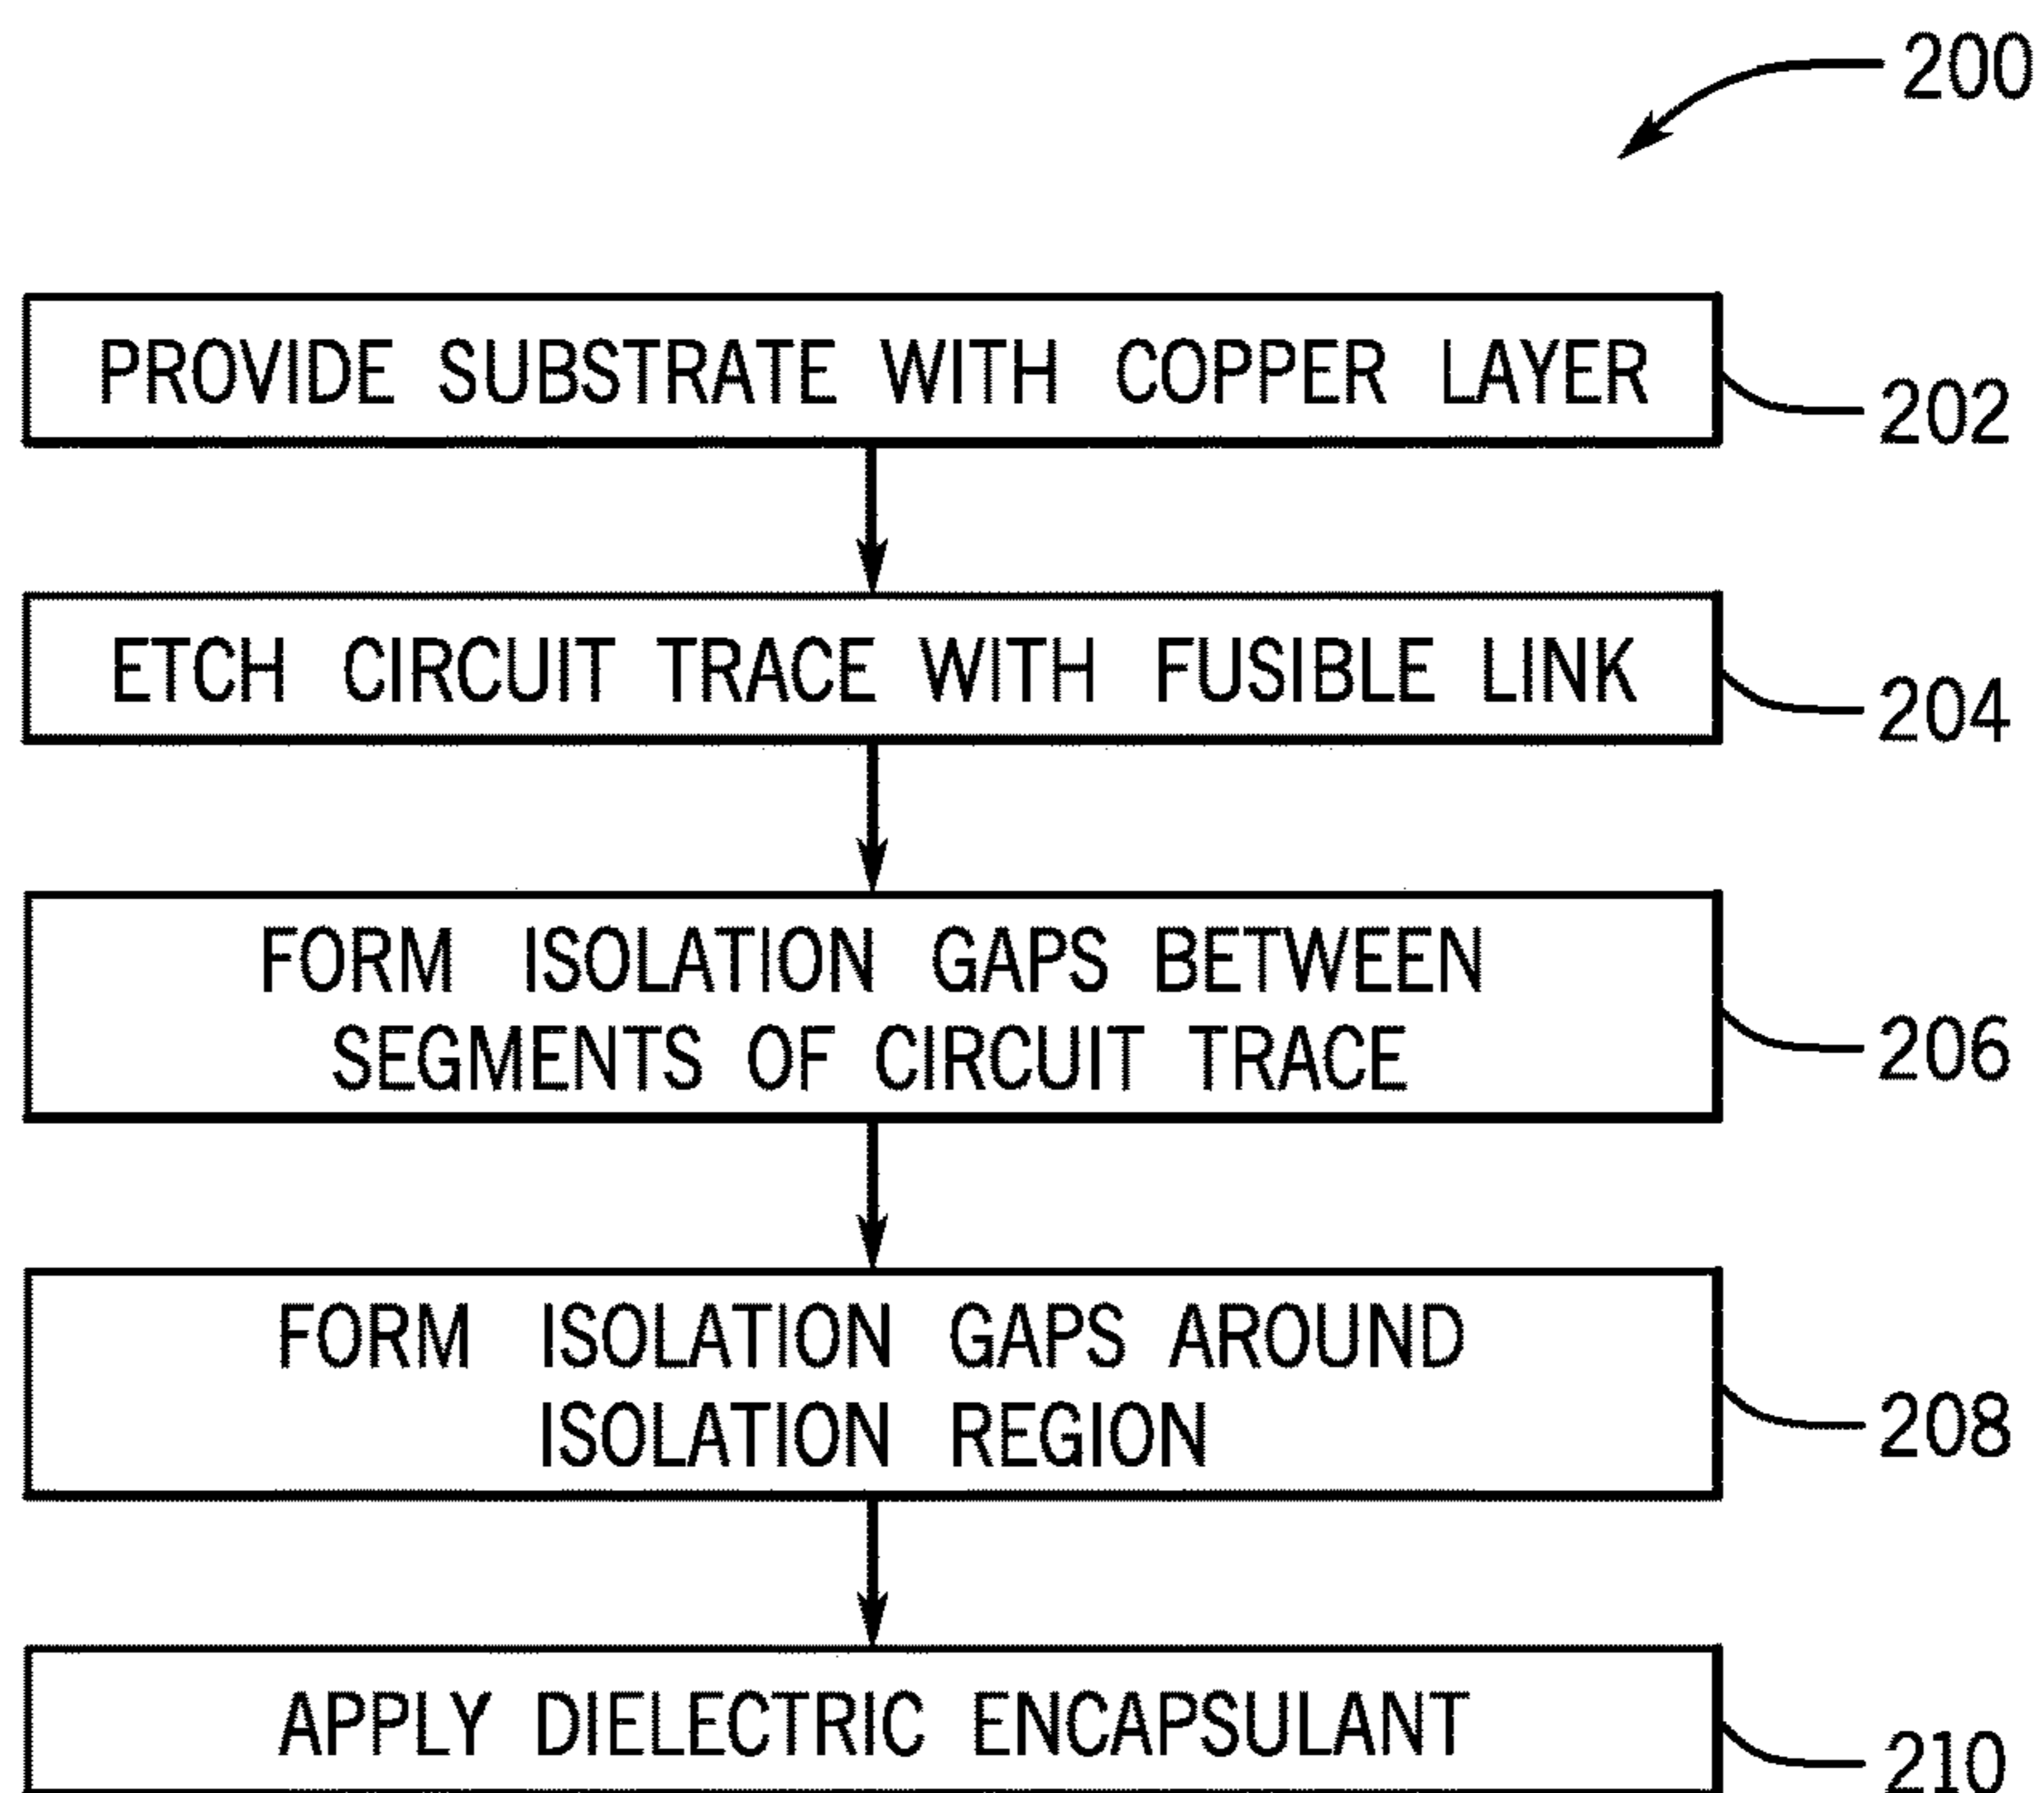 200
PROVIDE SUBSTRATE WITH COPPER LAYER
202
ETCH CIRCUIT TRACE WITH FUSIBLE LINK
204
FORM ISOLATION GAPS BETWEEN
SEGMENTS OF CIRCUIT TRACE
206
FORM ISOLATION GAPS AROUND
ISOLATION REGION
208
APPLY DIELECTRIC ENCAPSULANT
210